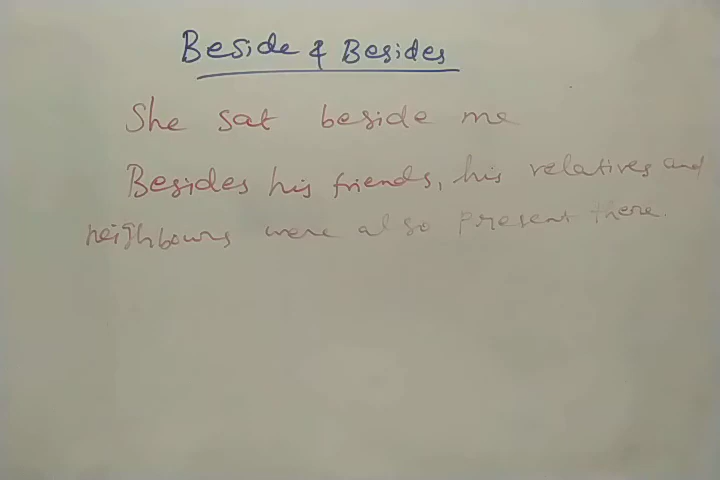 Beside & Besides
She sat beside me
Besides his friends, his relatives and
neighbours were also present there.